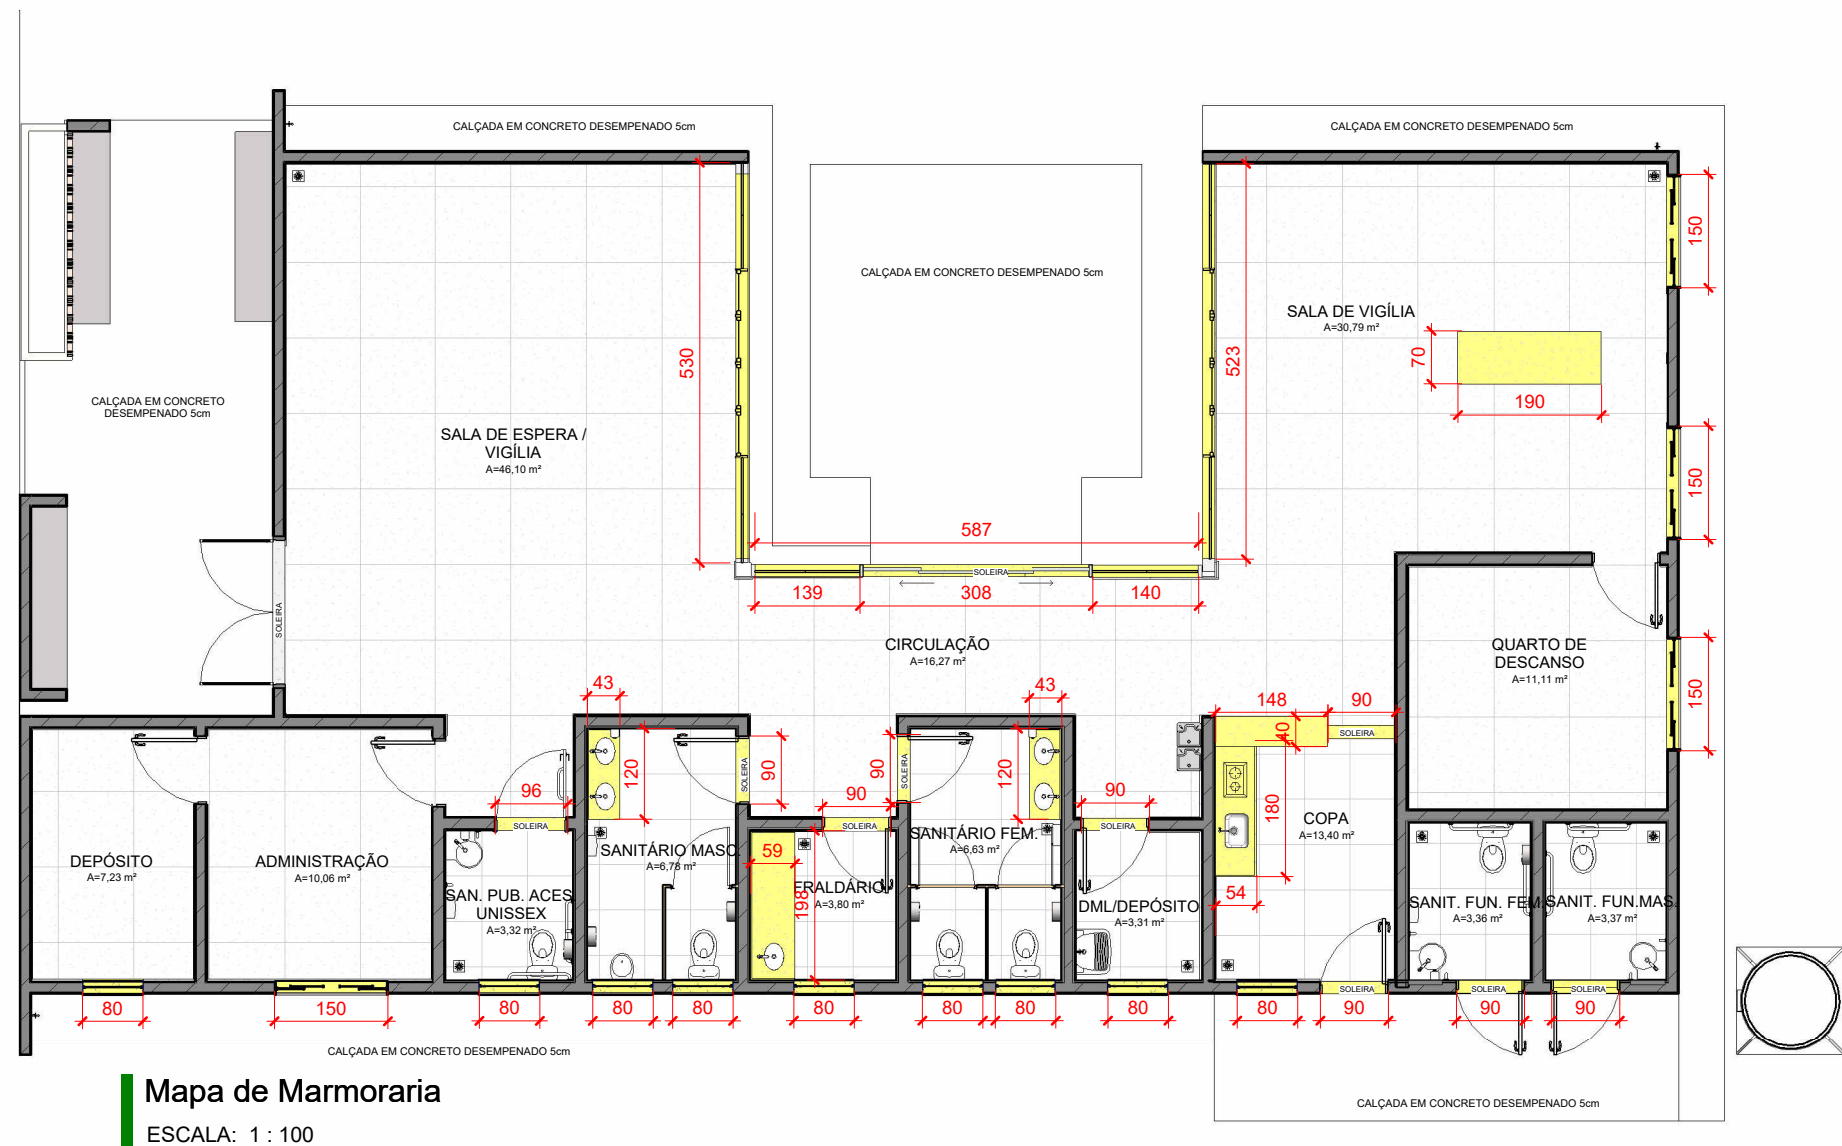 CALÇADA EM CONCRETO DESEMPENADO 5cm
CALÇADA EM CONCRETO DESEMPENADO 5cm
CALÇADA EM CONCRETO DESEMPENADO 5cm
CALÇADA EM CONCRETO
DESEMPENADO 5cm
SALA DE ESPERA /
VIGÍLIA
A=46,10 m²
530
523
SALA DE VIGÍLIA
A=30,79 m²
70
190
150
150
150
587
SOLEIRA
139
308
140
SOLEIRA
CIRCULAÇÃO
A=16,27 m²
QUARTO DE
DESCANSO
A=11,11 m²
43
43
148
90
40
SOLEIRA
120
SOLEIRA
90
90
SOLEIRA
120
96
90
90
SOLEIRA
SOLEIRA
SOLEIRA
180
DEPÓSITO
A=7,23 m²
ADMINISTRAÇÃO
A=10,06 m²
SAN. PUB. ACES
UNISSEX
A=3,32 m²
SANITÁRIO MASC.
A=6,78 m²
59
198
FRALDÁRIO
A=3,80 m²
SANITÁRIO FEM.
A=6,63 m²
DML/DEPÓSITO
A=3,31 m²
COPA
A=13,40 m²
54
SANIT. FUN. FEM.
A=3,36 m²
SANIT. FUN.MAS.
A=3,37 m²
SOLEIRA
SOLEIRA
SOLEIRA
80
150
80
80
80
80
80
80
80
80
90
90
90
CALÇADA EM CONCRETO DESEMPENADO 5cm
CALÇADA EM CONCRETO DESEMPENADO 5cm
Mapa de Marmoraria
ESCALA: 1 : 100